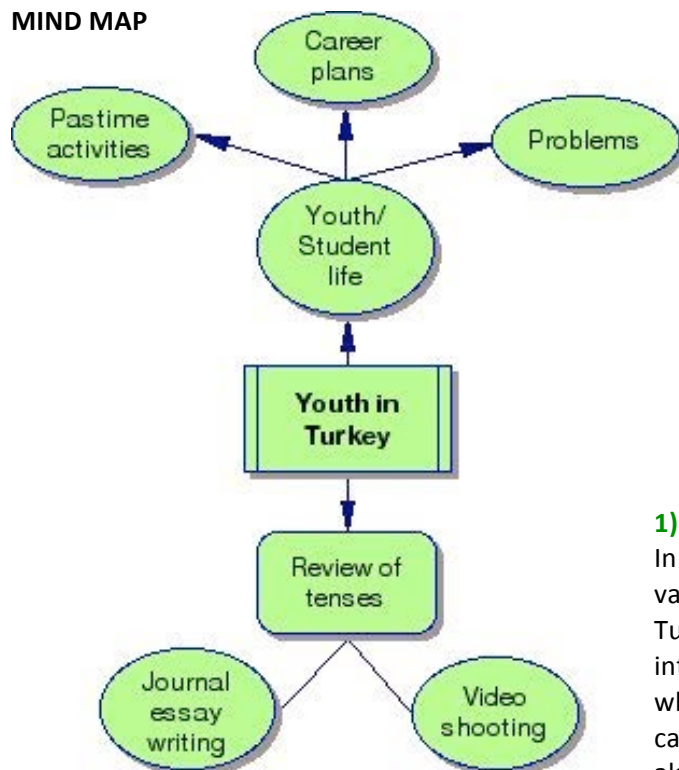 MIND MAP
Career
plans
Pastime
activities
Problems
Youth/
Student
life
Youth in
Turkey
Review of
tenses
Journal
essay
writing
Video
shooting
1)
In
va
Tu
int
wh
ca